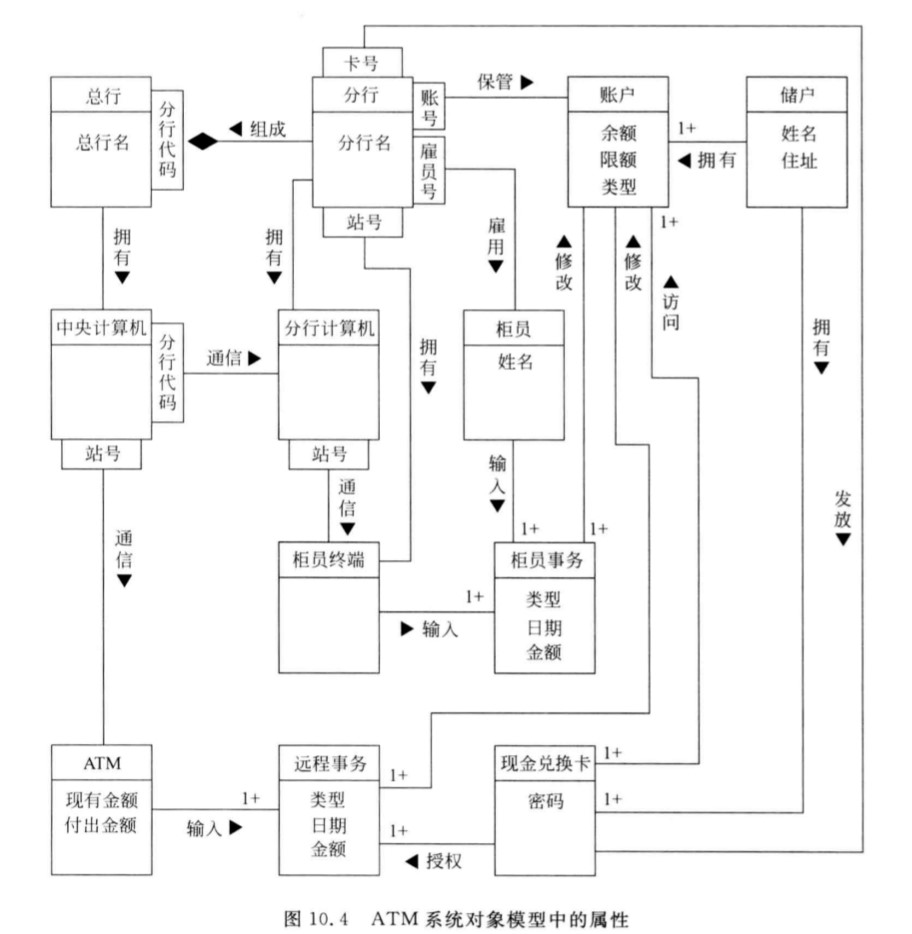 卡号
总行
分行代码
总行名
◀ 组成
分行
账号
分行名
雇员号
站号
保管 ▶
账户
余额
限额
类型
1+
◀ 拥有
储户
姓名
住址
拥有▼
拥有▼
雇用▼
▲修改
▲修改
1+
▲访问
中央计算机
分行代码
站号
通信 ▶
分行计算机
站号
拥有▼
柜员
姓名
拥有▼
通信▼
输入▼
发放▼
通信▼
1+
1+
柜员终端
1+
▶ 输入
柜员事务
类型
日期
金额
ATM
现有金额
付出金额
1+
输入 ▶
远程事务
类型
日期
金额
1+
1+
◀ 授权
现金兑换卡
密码
1+
1+
图 10.4 ATM 系统对象模型中的属性